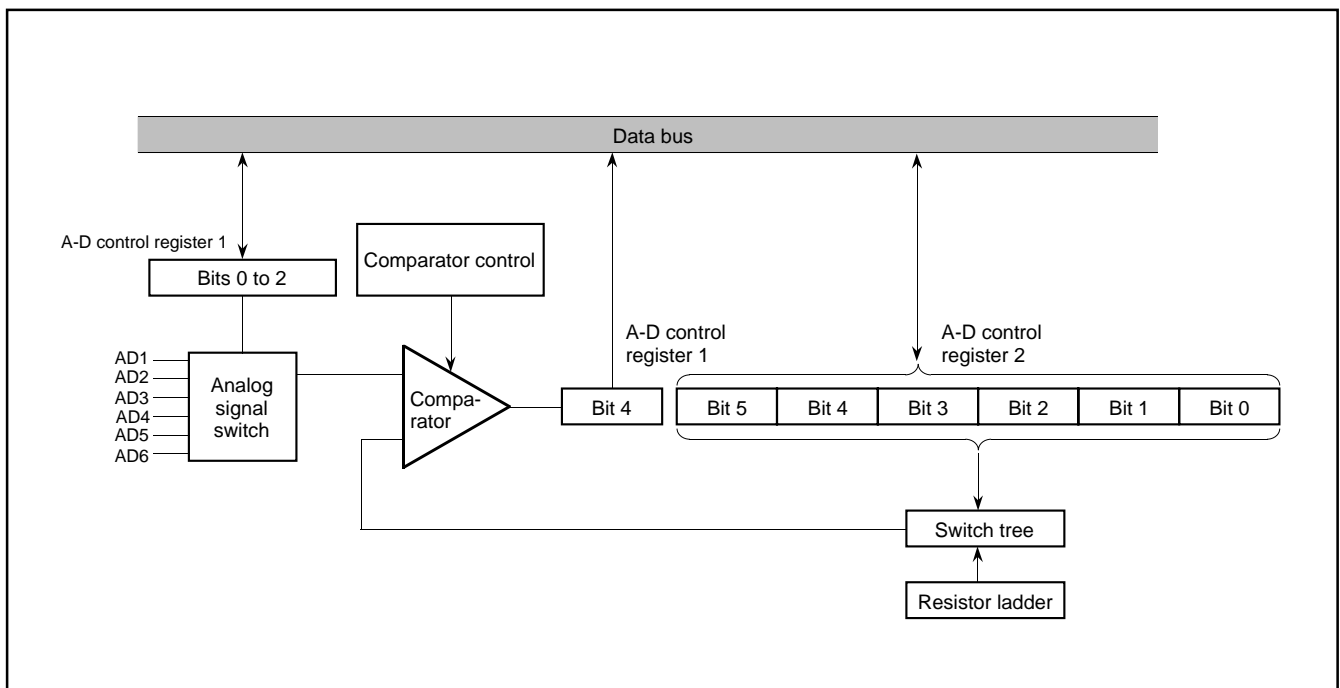 Data bus
A-D control register 1
Bits 0 to 2
Comparator control
AD1
AD2
AD3
AD4
AD5
AD6
Analog
signal
switch
Compa-
rator
A-D control
register 1
Bit 4
A-D control
register 2
Bit 5
Bit 4
Bit 3
Bit 2
Bit 1
Bit 0
Switch tree
Resistor ladder